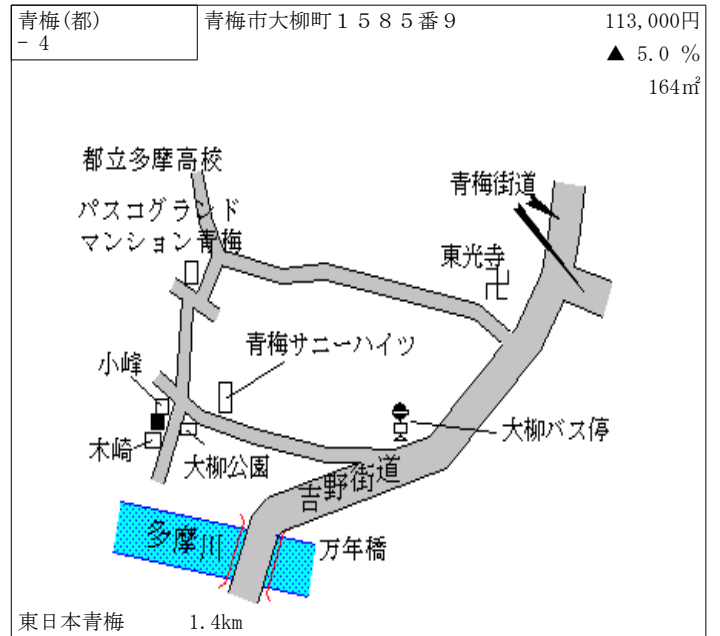 青梅(都)
- 4
青梅市大柳町１５８５番９
113,000円
▲ 5.0 %
164㎡
都立多摩高校
パスコグランド
マンション青梅
青梅街道
東光寺
青梅サニーハイツ
小峰
木崎
大柳公園
大柳バス停
吉野街道
多摩川
万年橋
東日本青梅 1.4km